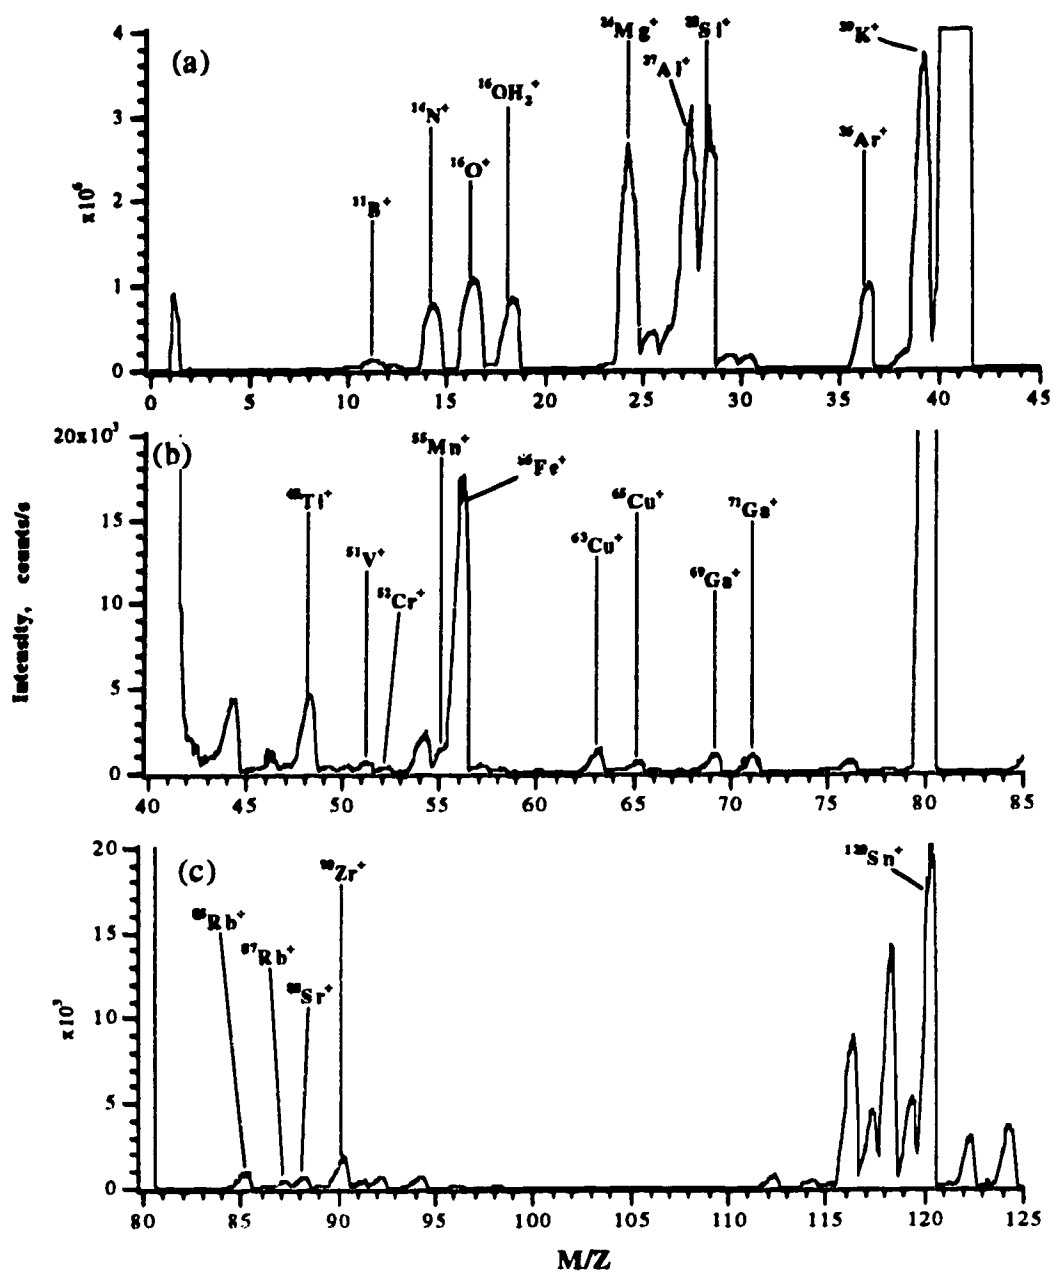 (a)
4
3
2
1
0
x10⁶
¹¹B⁺
¹⁴N⁺
¹⁶O⁺
¹⁶OH₂⁺
²⁴Mg⁺
²⁷Al⁺
²⁸Si⁺
³⁶Ar⁺
³⁹K⁺
0 5 10 15 20 25 30 35 40 45
(b)
20x10³
15
10
5
0
Intensity, counts/s
⁴⁸Ti⁺
⁵¹V⁺
⁵²Cr⁺
⁵⁵Mn⁺
⁵⁶Fe⁺
⁶³Cu⁺
⁶⁵Cu⁺
⁶⁹Ga⁺
⁷¹Ga⁺
40 45 50 55 60 65 70 75 80 85
(c)
20
15
10
5
0
x10³
⁸⁵Rb⁺
⁸⁷Rb⁺
⁸⁸Sr⁺
⁹⁰Zr⁺
¹²⁰Sn⁺
80 85 90 95 100 105 110 115 120 125
M/Z